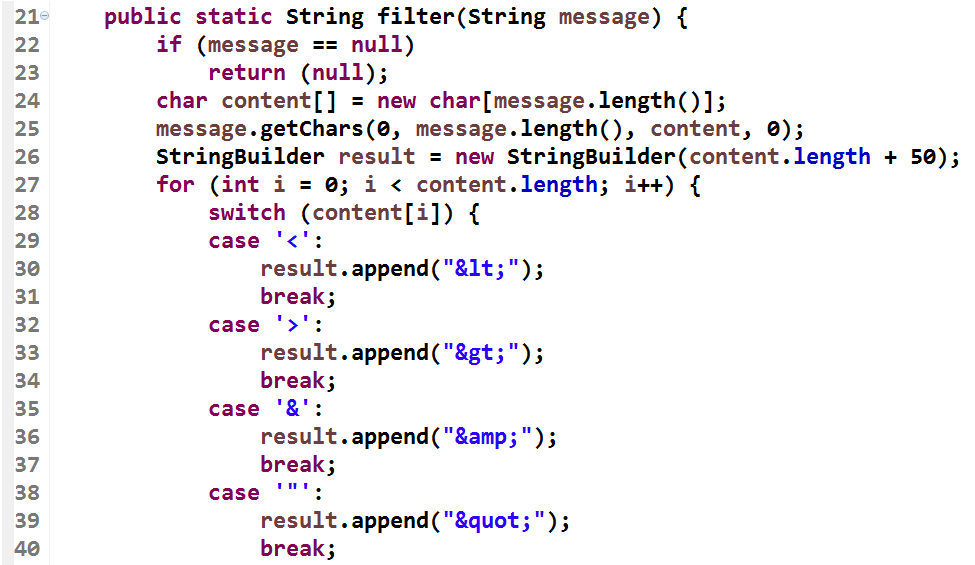 21 public static String filter(String message) {
22 if (message == null)
23 return (null);
24 char content[] = new char[message.length()];
25 message.getChars(0, message.length(), content, 0);
26 StringBuilder result = new StringBuilder(content.length + 50);
27 for (int i = 0; i < content.length; i++) {
28 switch (content[i]) {
29 case '<':
30 result.append("&lt;");
31 break;
32 case '>':
33 result.append("&gt;");
34 break;
35 case '&':
36 result.append("&amp;");
37 break;
38 case '"':
39 result.append("&quot;");
40 break;